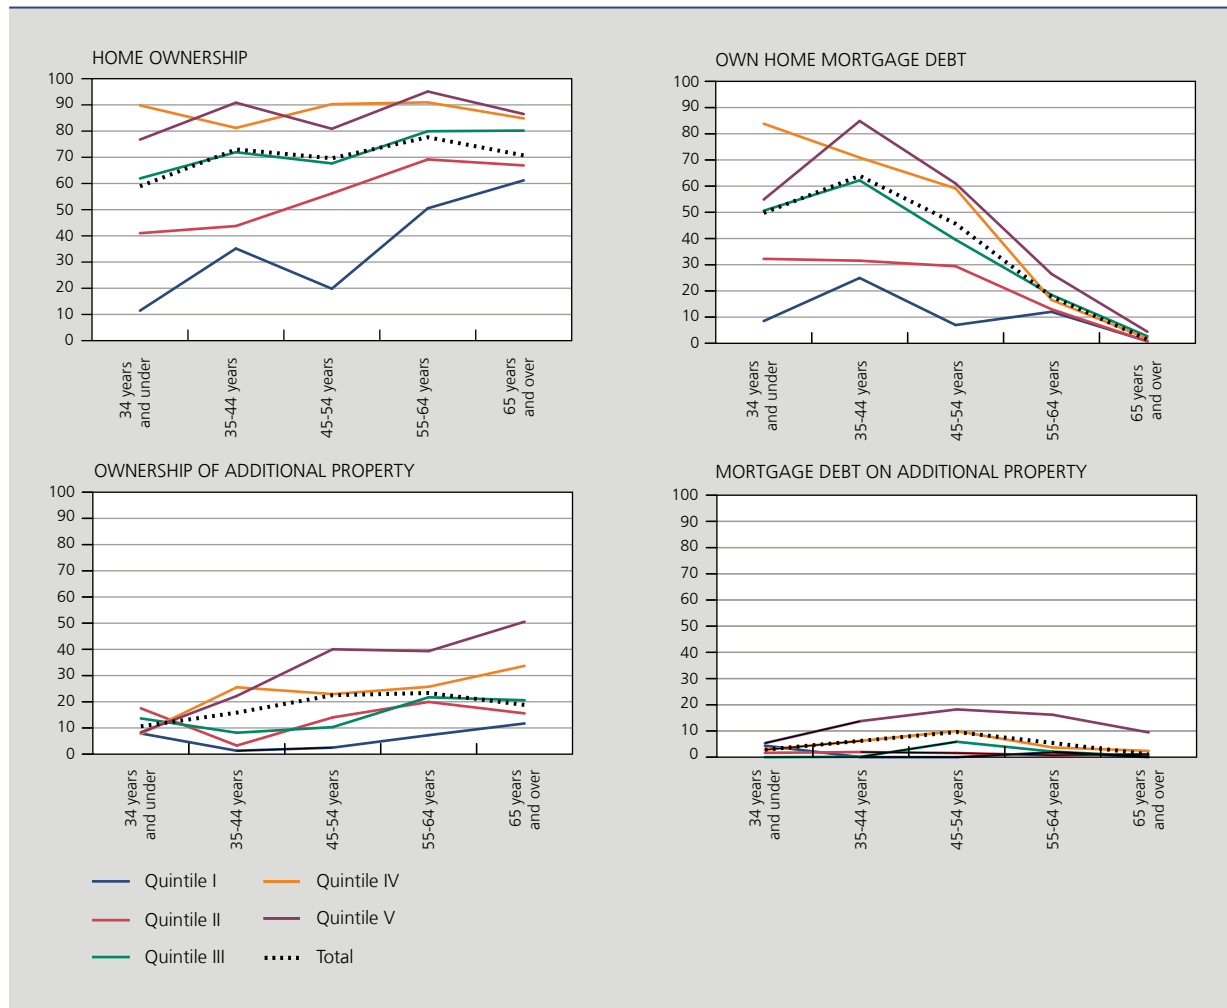 HOME OWNERSHIP
100
90
80
70
60
50
40
30
20
10
0
34 years
and under
35-44 years
45-54 years
55-64 years
65 years
and over
OWN HOME MORTGAGE DEBT
100
90
80
70
60
50
40
30
20
10
0
34 years
and under
35-44 years
45-54 years
55-64 years
65 years
and over
OWNERSHIP OF ADDITIONAL PROPERTY
100
90
80
70
60
50
40
30
20
10
0
34 years
and under
35-44 years
45-54 years
55-64 years
65 years
and over
MORTGAGE DEBT ON ADDITIONAL PROPERTY
100
90
80
70
60
50
40
30
20
10
0
34 years
and under
35-44 years
45-54 years
55-64 years
65 years
and over
Quintile I
Quintile II
Quintile III
Quintile IV
Quintile V
Total